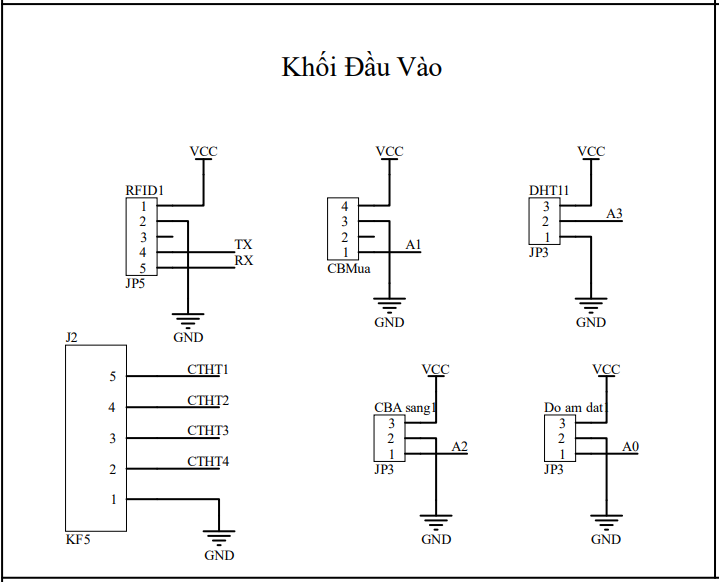 Khối Đầu Vào
VCC
RFID1
1
2
3
4
5
TX
RX
JP5
GND
VCC
4
3
2
1
A1
CBMua
GND
VCC
DHT11
3
2
1
A3
JP3
GND
J2
5
4
3
2
1
CTHT1
CTHT2
CTHT3
CTHT4
KF5
GND
VCC
CBA sang1
3
2
1
A2
JP3
GND
VCC
Do am dat1
3
2
1
A0
JP3
GND